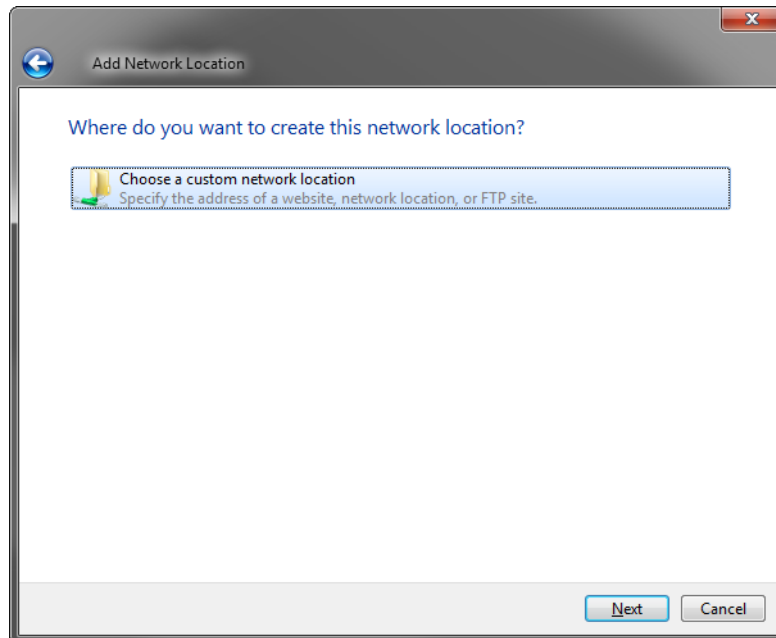 Add Network Location
Where do you want to create this network location?
Choose a custom network location
Specify the address of a website, network location, or FTP site.
Next
Cancel